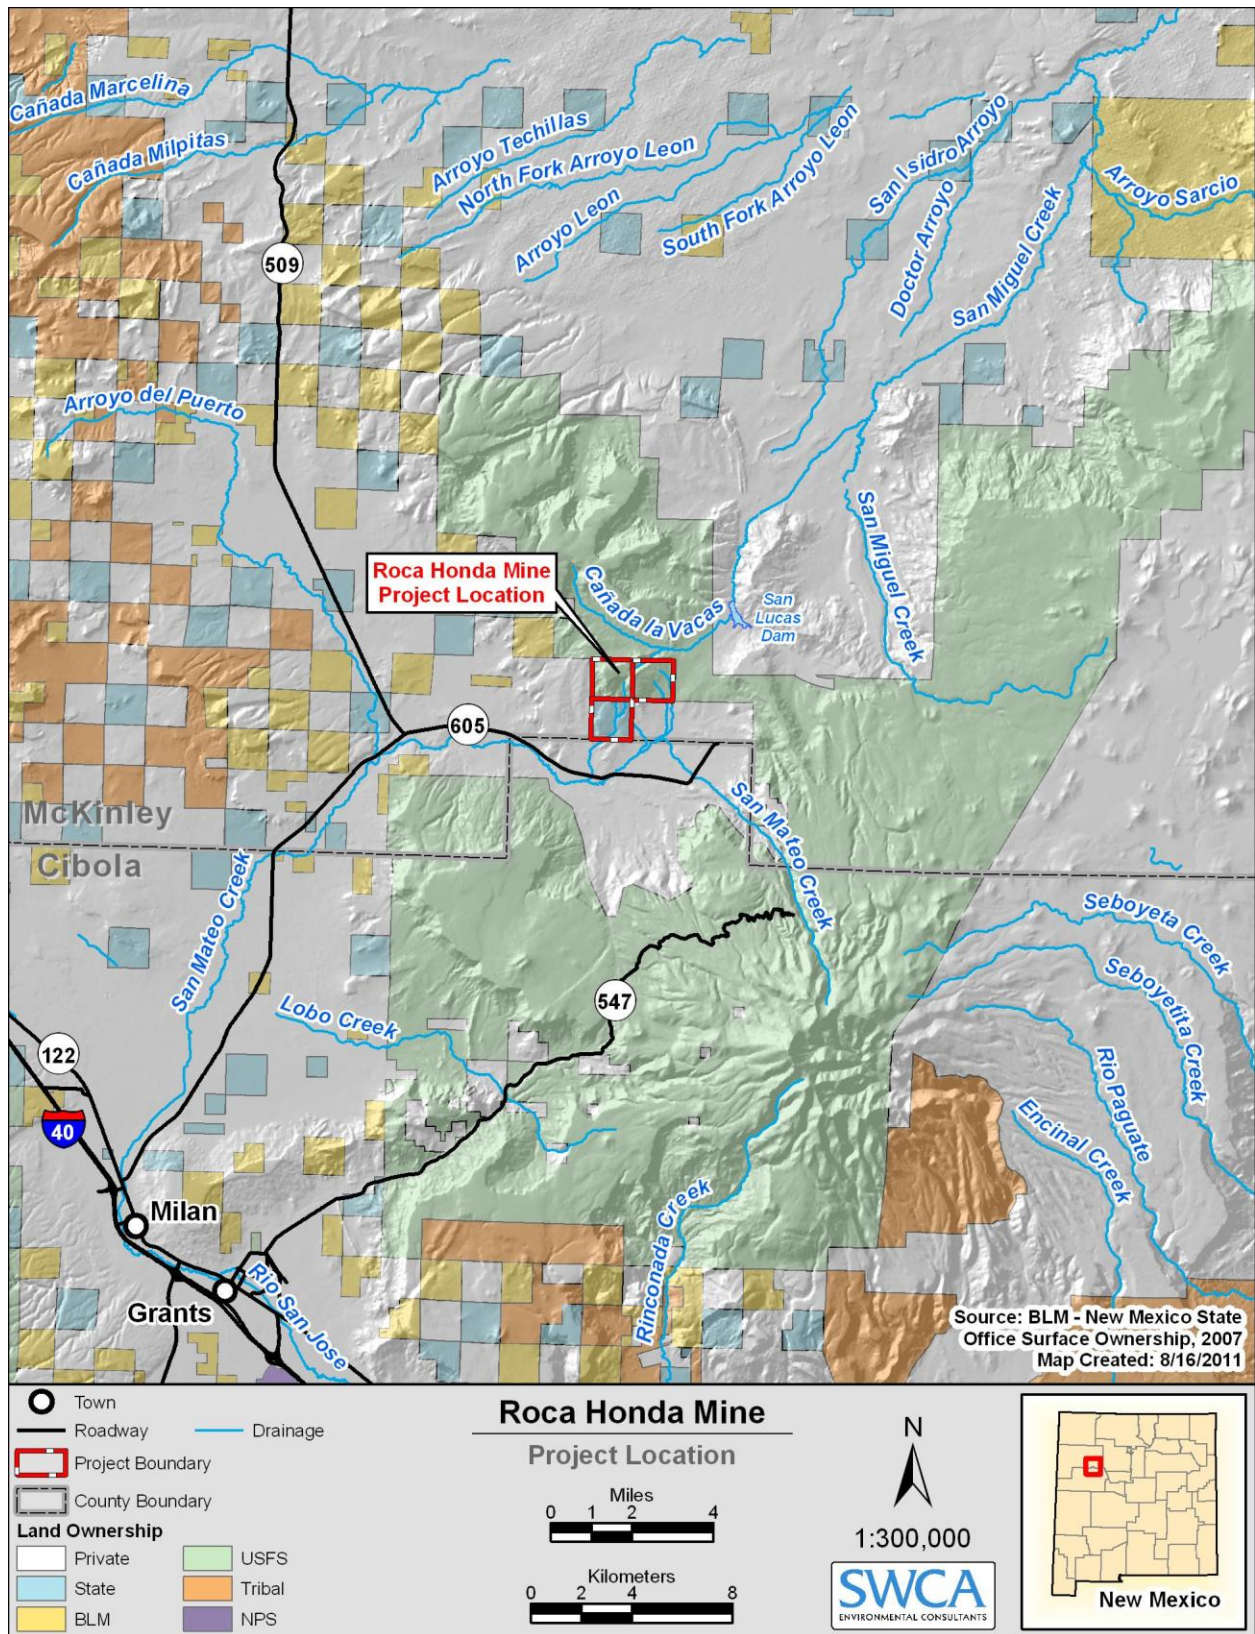 Cañada Marcelina
Cañada Milpitas
Arroyo Techillas
North Fork Arroyo Leon
Arroyo Leon
South Fork Arroyo Leon
San Isidro Arroyo
Doctor Arroyo
San Miguel Creek
Arroyo Sarcio
509
Arroyo del Puerto
Roca Honda Mine
Project Location
Cañada la Vacas
San
Lucas
Dam
San Miguel Creek
605
McKinley
Cibola
San Mateo Creek
San Mateo Creek
Seboyeta Creek
Seboyetita Creek
Rio Paguate
Encinal Creek
Lobo Creek
547
122
40
Milan
Grants
Rio San Jose
Rinconada Creek
Source: BLM - New Mexico State
Office Surface Ownership, 2007
Map Created: 8/16/2011
Town
Roadway
Drainage
Project Boundary
County Boundary
Land Ownership
Private
USFS
State
Tribal
BLM
NPS
Roca Honda Mine
Project Location
Miles
0 1 2 4
Kilometers
0 2 4 8
N
1:300,000
SWCA
ENVIRONMENTAL CONSULTANTS
New Mexico